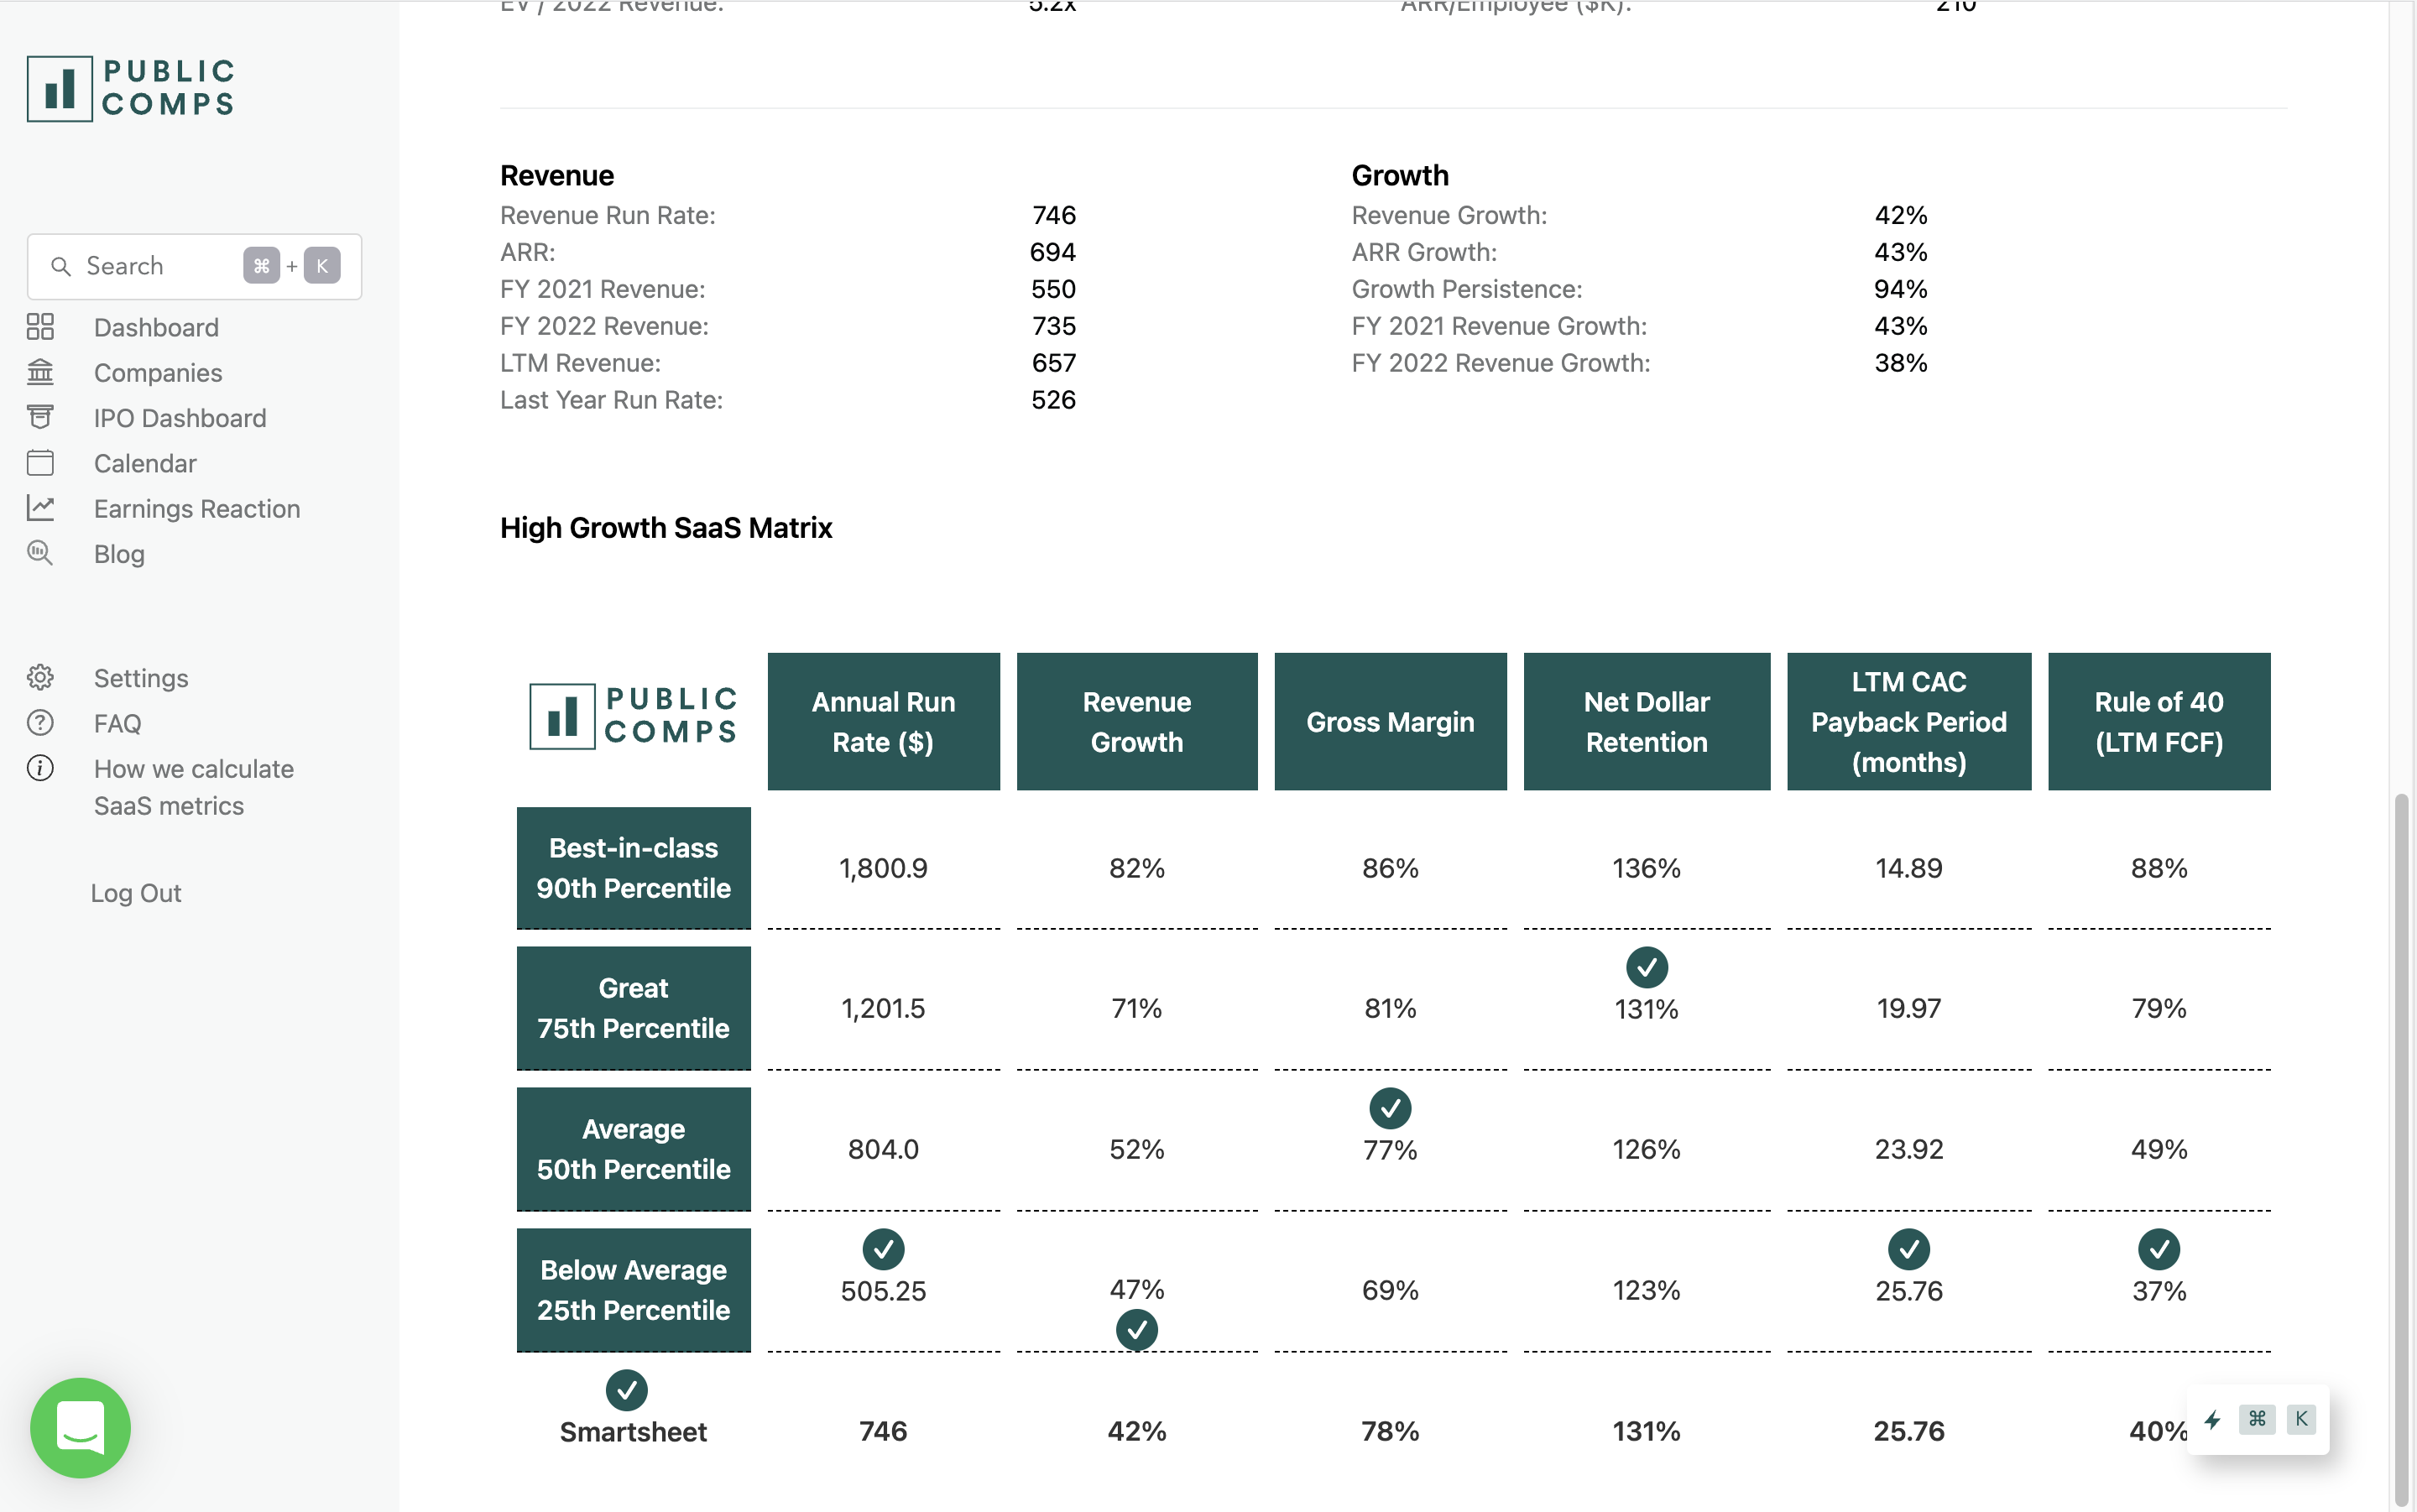 EV / 2022 Revenue: 5.2x ARR/Employee ($K): 210
PUBLIC
COMPS
Search ⌘ + K
Dashboard
Companies
IPO Dashboard
Calendar
Earnings Reaction
Blog
Settings
FAQ
How we calculate
SaaS metrics
Log Out
Revenue
Revenue Run Rate: 746
ARR: 694
FY 2021 Revenue: 550
FY 2022 Revenue: 735
LTM Revenue: 657
Last Year Run Rate: 526
Growth
Revenue Growth: 42%
ARR Growth: 43%
Growth Persistence: 94%
FY 2021 Revenue Growth: 43%
FY 2022 Revenue Growth: 38%
High Growth SaaS Matrix
PUBLIC
COMPS
Annual Run
Rate ($)
Revenue
Growth
Gross Margin
Net Dollar
Retention
LTM CAC
Payback Period
(months)
Rule of 40
(LTM FCF)
Best-in-class
90th Percentile
1,800.9 82% 86% 136% 14.89 88%
Great
75th Percentile
1,201.5 71% 81% 131% 19.97 79%
Average
50th Percentile
804.0 52% 77% 126% 23.92 49%
Below Average
25th Percentile
505.25 47% 69% 123% 25.76 37%
Smartsheet 746 42% 78% 131% 25.76 40%
⌘ K